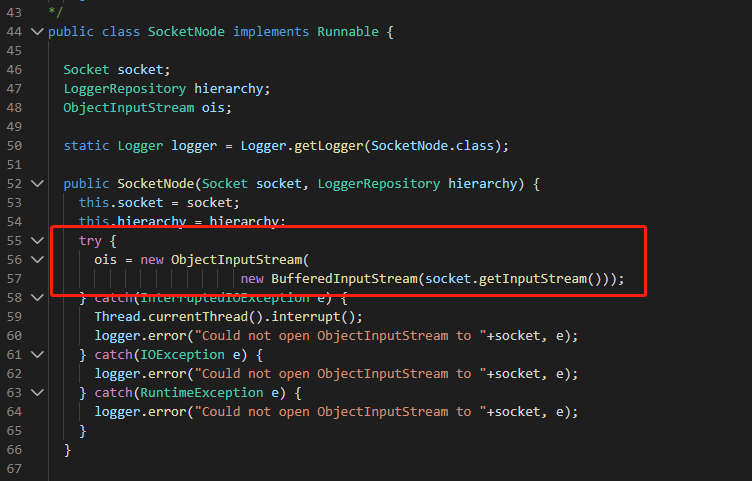 43 */
44 public class SocketNode implements Runnable {
45
46 Socket socket;
47 LoggerRepository hierarchy;
48 ObjectInputStream ois;
49
50 static Logger logger = Logger.getLogger(SocketNode.class);
51
52 public SocketNode(Socket socket, LoggerRepository hierarchy) {
53 this.socket = socket;
54 this.hierarchy = hierarchy;
55 try {
56 ois = new ObjectInputStream(
57 new BufferedInputStream(socket.getInputStream()));
58 } catch(InterruptedIOException e) {
59 Thread.currentThread().interrupt();
60 logger.error("Could not open ObjectInputStream to "+socket, e);
61 } catch(IOException e) {
62 logger.error("Could not open ObjectInputStream to "+socket, e);
63 } catch(RuntimeException e) {
64 logger.error("Could not open ObjectInputStream to "+socket, e);
65 }
66 }
67